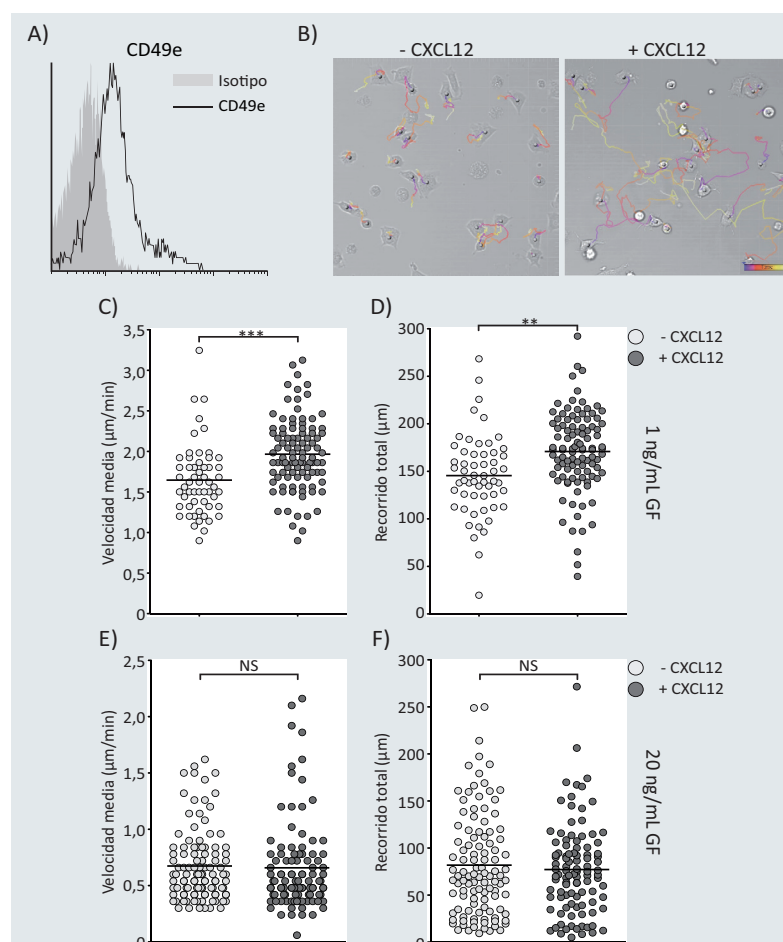 A)
CD49e
Isotipo
CD49e
B)
- CXCL12
+ CXCL12
C)
Velocidad media (µm/min)
3,5
3,0
2,5
2,0
1,5
1,0
0,5
0
***
D)
Recorrido total (µm)
300
250
200
150
100
50
0
**
- CXCL12
+ CXCL12
1 ng/mL GF
E)
Velocidad media (µm/min)
2,5
2,0
1,5
1,0
0,5
0
NS
F)
Recorrido total (µm)
300
250
200
150
100
50
0
NS
- CXCL12
+ CXCL12
20 ng/mL GF